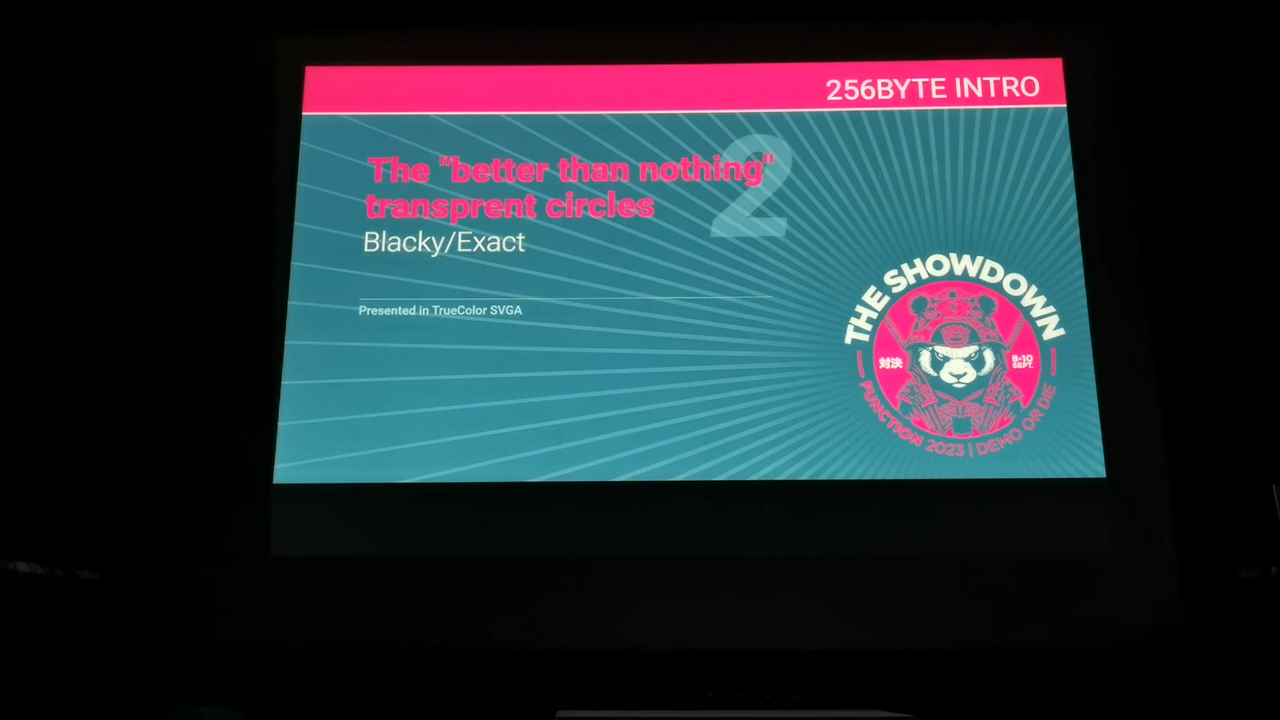 256BYTE INTRO
2
The "better than nothing"
transprent circles
Blacky/Exact
Presented in TrueColor SVGA
THE SHOWDOWN
対決
8-10
SEPT.
FUNCTION 2023 | DEMO OR DIE